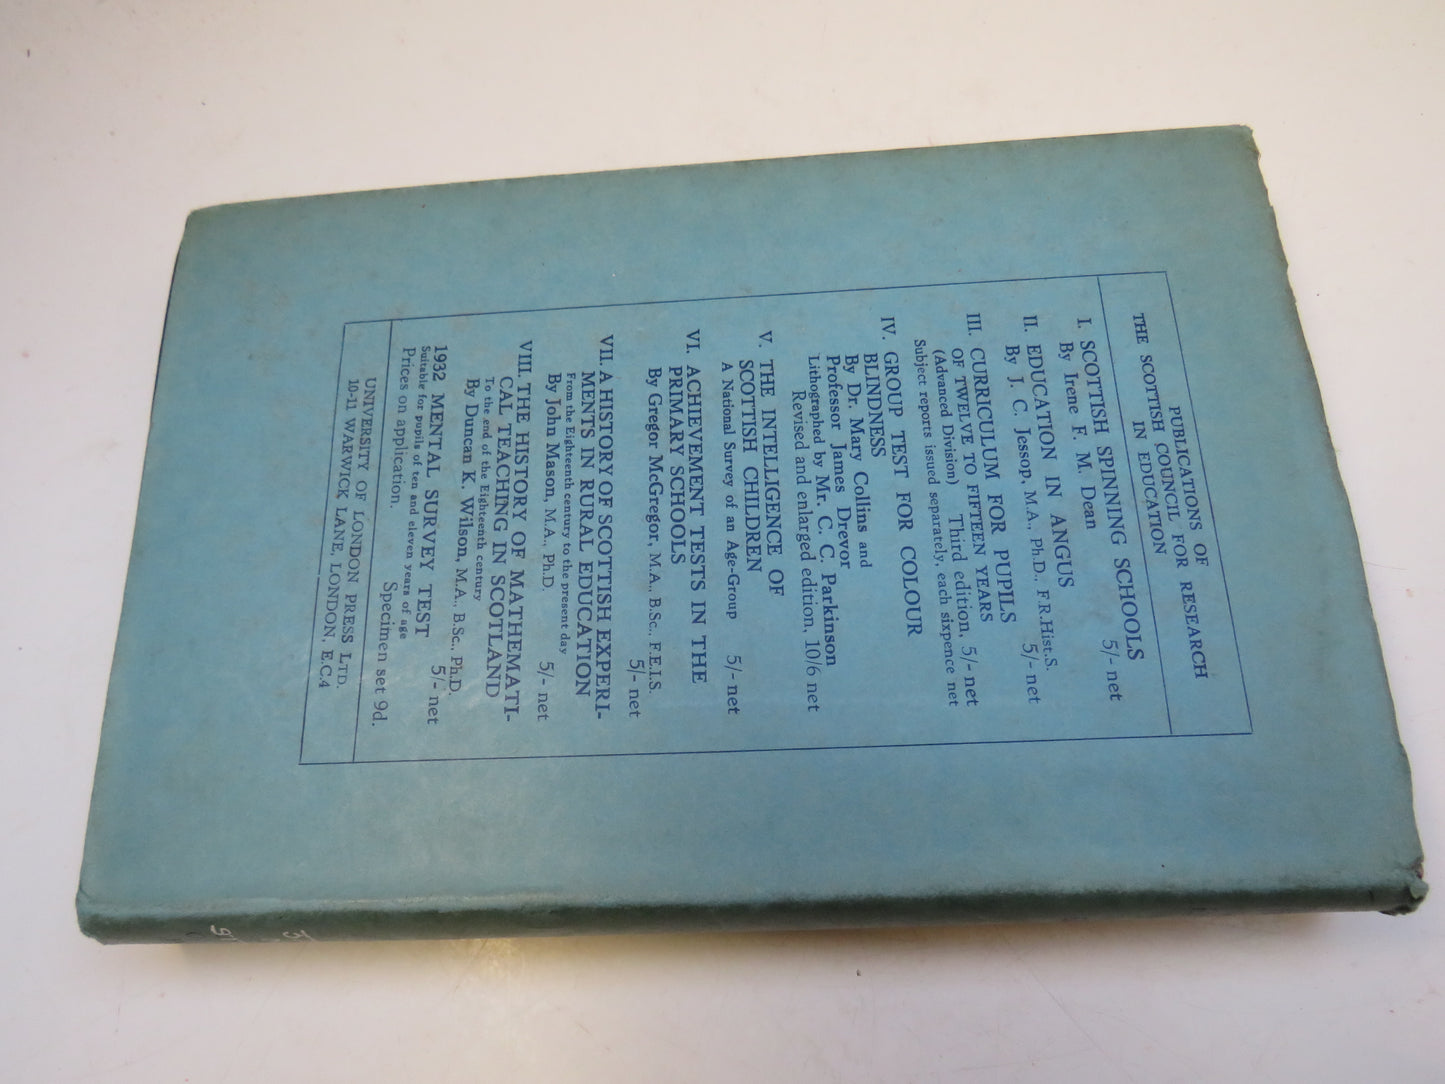 PUBLICATIONS OF
THE SCOTTISH COUNCIL FOR RESEARCH
IN EDUCATION
I. SCOTTISH SPINNING SCHOOLS
By Irene F. M. Dean 5/- net
II. EDUCATION IN ANGUS
By J. C. Jessop, M.A., Ph.D., F.R.Hist.S.
5/- net
III. CURRICULUM FOR PUPILS
OF TWELVE TO FIFTEEN YEARS
(Advanced Division) Third edition, 5/- net
Subject reports issued separately, each sixpence net
IV. GROUP TEST FOR COLOUR
BLINDNESS
By Dr. Mary Collins and
Professor James Drevor
Lithographed by Mr. C. C. Parkinson
Revised and enlarged edition, 10/6 net
V. THE INTELLIGENCE OF
SCOTTISH CHILDREN
A National Survey of an Age-Group 5/- net
VI. ACHIEVEMENT TESTS IN THE
PRIMARY SCHOOLS
By Gregor McGregor, M.A., B.Sc., F.E.I.S.
5/- net
VII. A HISTORY OF SCOTTISH EXPERI-
MENTS IN RURAL EDUCATION
From the Eighteenth century to the present day
By John Mason, M.A., Ph.D. 5/- net
VIII. THE HISTORY OF MATHEMATI-
CAL TEACHING IN SCOTLAND
To the end of the Eighteenth century
By Duncan K. Wilson, M.A., B.Sc., Ph.D.
5/- net
1932 MENTAL SURVEY TEST
Suitable for pupils of ten and eleven years of age
Prices on application. Specimen set 9d.
UNIVERSITY OF LONDON PRESS LTD.
10-11 WARWICK LANE, LONDON, E.C.4